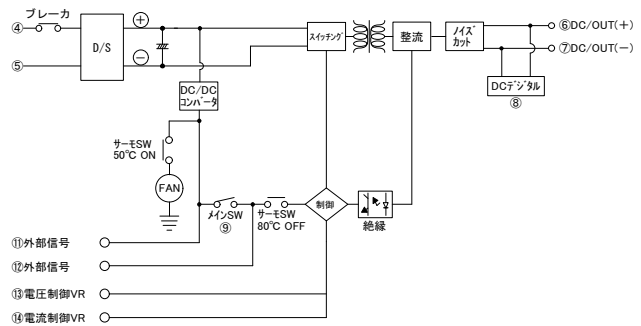 ブレーカ
④
⑤
D/S
+
−
スイッチング
整流
ノイズ
カット
⑥DC/OUT(+)
⑦DC/OUT(−)
DCデジタル
⑧
DC/DC
コンバータ
サーモSW
50℃ ON
FAN
メインSW
⑨
サーモSW
80℃ OFF
制御
絶縁
⑪外部信号
⑫外部信号
⑬電圧制御VR
⑭電流制御VR